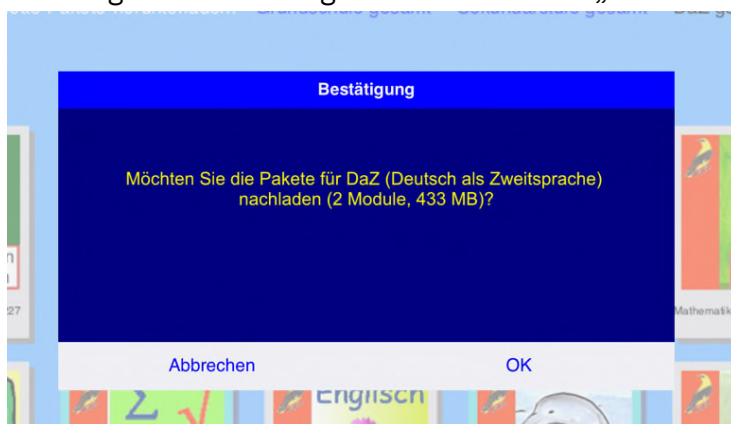 Bestätigung
Möchten Sie die Pakete für DaZ (Deutsch als Zweitsprache)
nachladen (2 Module, 433 MB)?
27
Mathematik
Abbrechen
OK
Σ √
Englisch